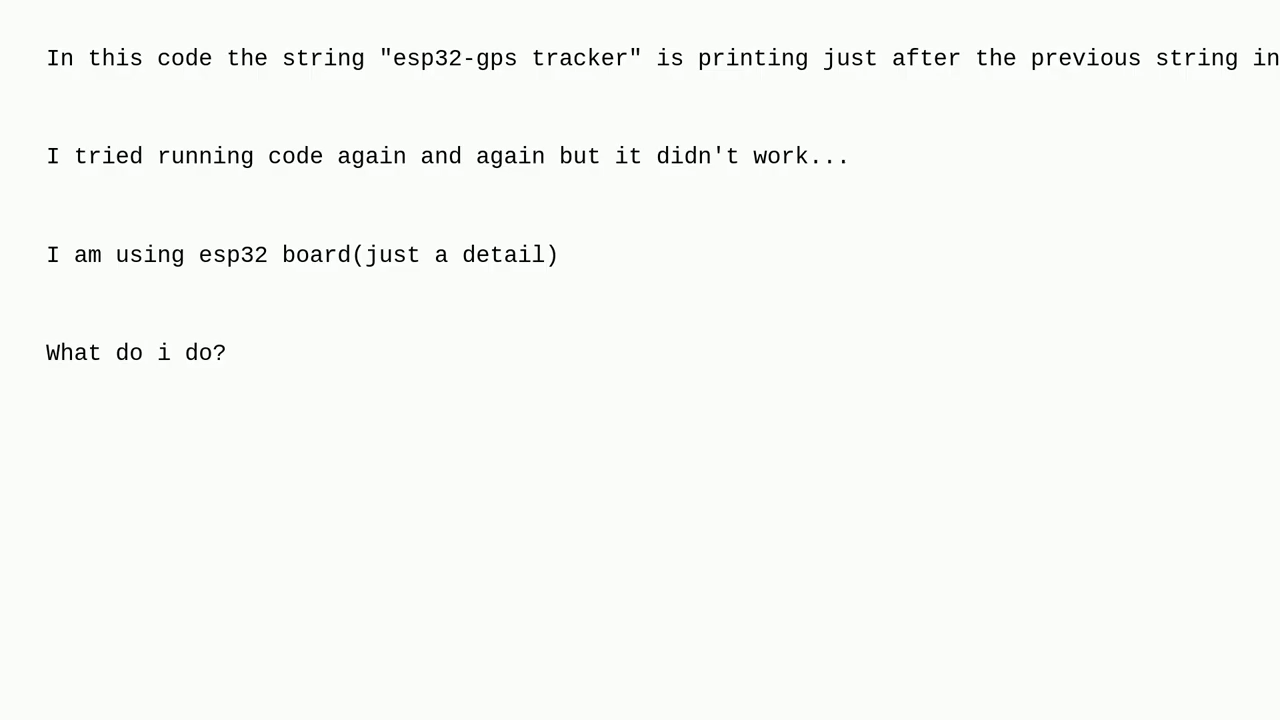 In this code the string "esp32-gps tracker" is printing just after the previous string in
I tried running code again and again but it didn't work...
I am using esp32 board(just a detail)
What do i do?